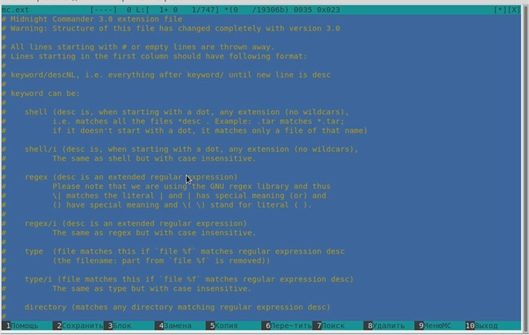 mc.ext [----] 0 L:[ 1+ 0 1/747] *(0 /19306b) 0035 0x023 [*][X]
# Midnight Commander 3.0 extension file
# Warning: Structure of this file has changed completely with version 3.0
#
# All lines starting with # or empty lines are thrown away.
# Lines starting in the first column should have following format:
#
# keyword/descNL, i.e. everything after keyword/ until new line is desc
#
# keyword can be:
#
# shell (desc is, when starting with a dot, any extension (no wildcars),
# i.e. matches all the files *desc . Example: .tar matches *.tar;
# if it doesn't start with a dot, it matches only a file of that name)
#
# shell/i (desc is, when starting with a dot, any extension (no wildcars),
# The same as shell but with case insensitive.
#
# regex (desc is an extended regular expression)
# Please note that we are using the GNU regex library and thus
# \| matches the literal | and | has special meaning (or) and
# () have special meaning and \( \) stand for literal ( ).
#
# regex/i (desc is an extended regular expression)
# The same as regex but with case insensitive.
#
# type (file matches this if `file %f` matches regular expression desc
# (the filename: part from `file %f` is removed))
#
# type/i (file matches this if `file %f` matches regular expression)
# The same as type but with case insensitive.
#
# directory (matches any directory matching regular expression)
#
1Помощь 2Сохранить 3Блок 4Замена 5Копия 6Пере~тить 7Поиск 8Удалить 9МенюMC 10Выход